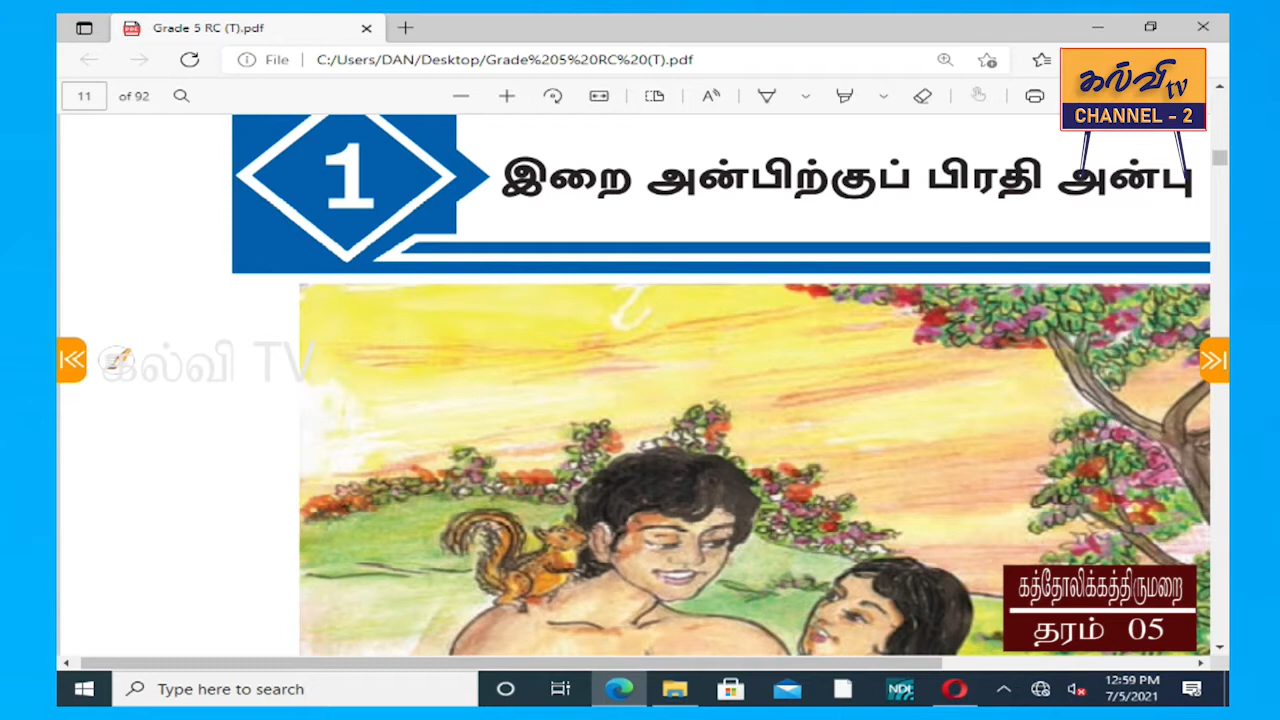 Grade 5 RC (T).pdf
File
C:/Users/DAN/Desktop/Grade%205%20RC%20(T).pdf
11 of 92
கல்வி tv
CHANNEL - 2
1
இறை அன்பிற்குப் பிரதி அன்பு
கல்வி TV
கத்தோலிக்கத்திருமறை
தரம் 05
Type here to search
NDI
12:59 PM
7/5/2021